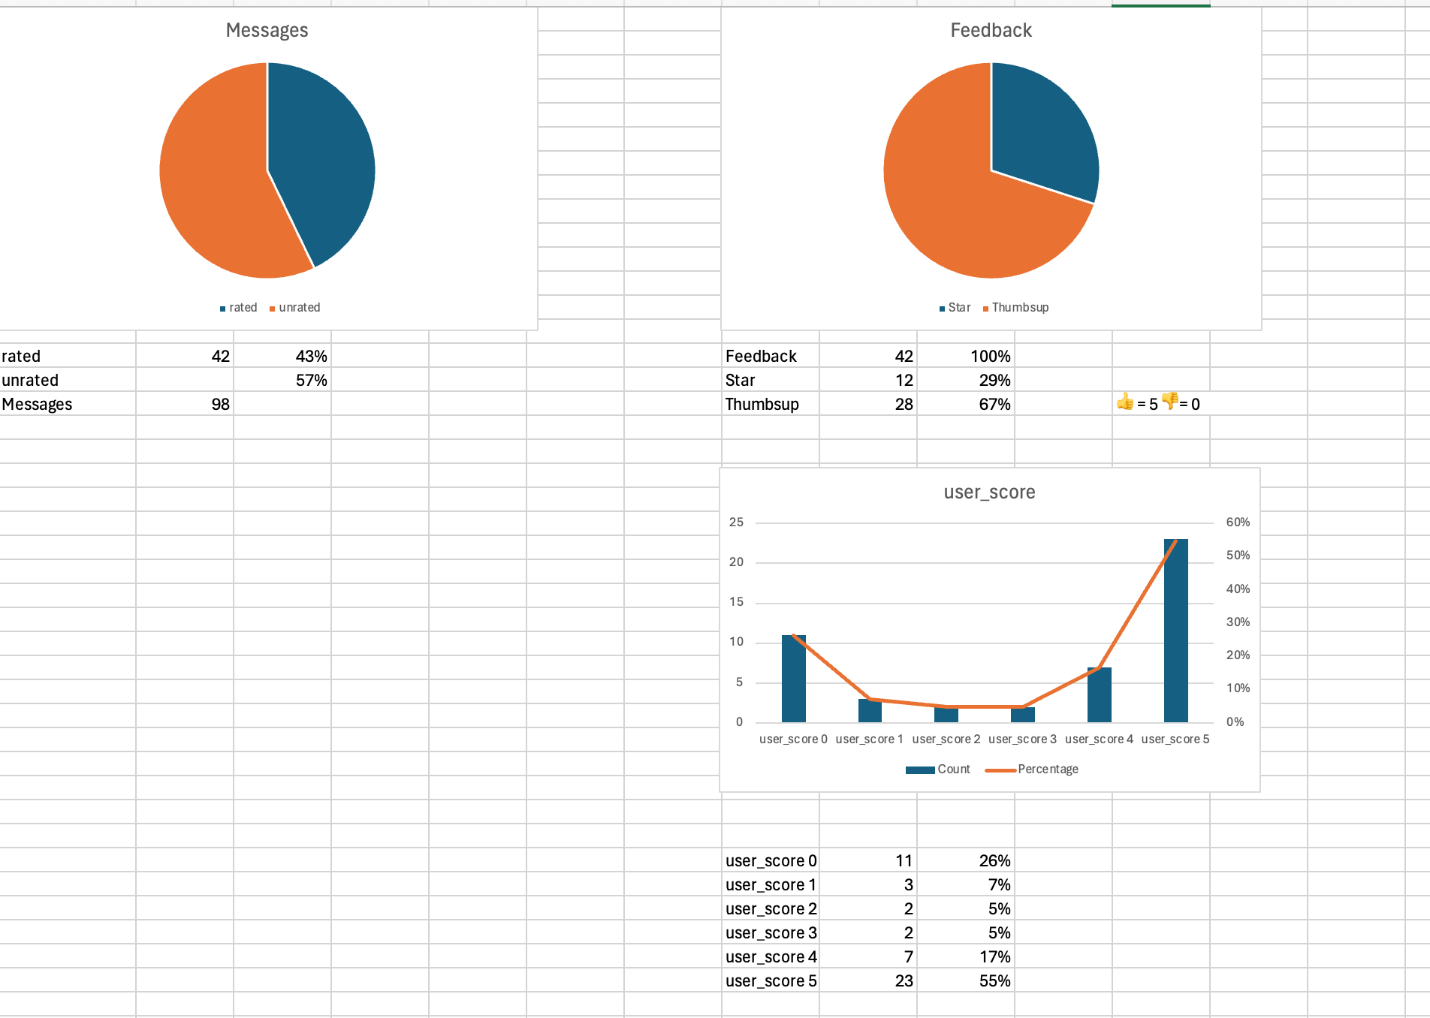 Messages
rated unrated
rated 42 43%
unrated 57%
Messages 98
Feedback
Star Thumbsup
Feedback 42 100%
Star 12 29%
Thumbsup 28 67% 👍 = 5 👎 = 0
user_score
25 60%
20 50%
15 40%
10 30%
5 20%
0 10%
0%
user_score 0 user_score 1 user_score 2 user_score 3 user_score 4 user_score 5
Count Percentage
user_score 0 11 26%
user_score 1 3 7%
user_score 2 2 5%
user_score 3 2 5%
user_score 4 7 17%
user_score 5 23 55%